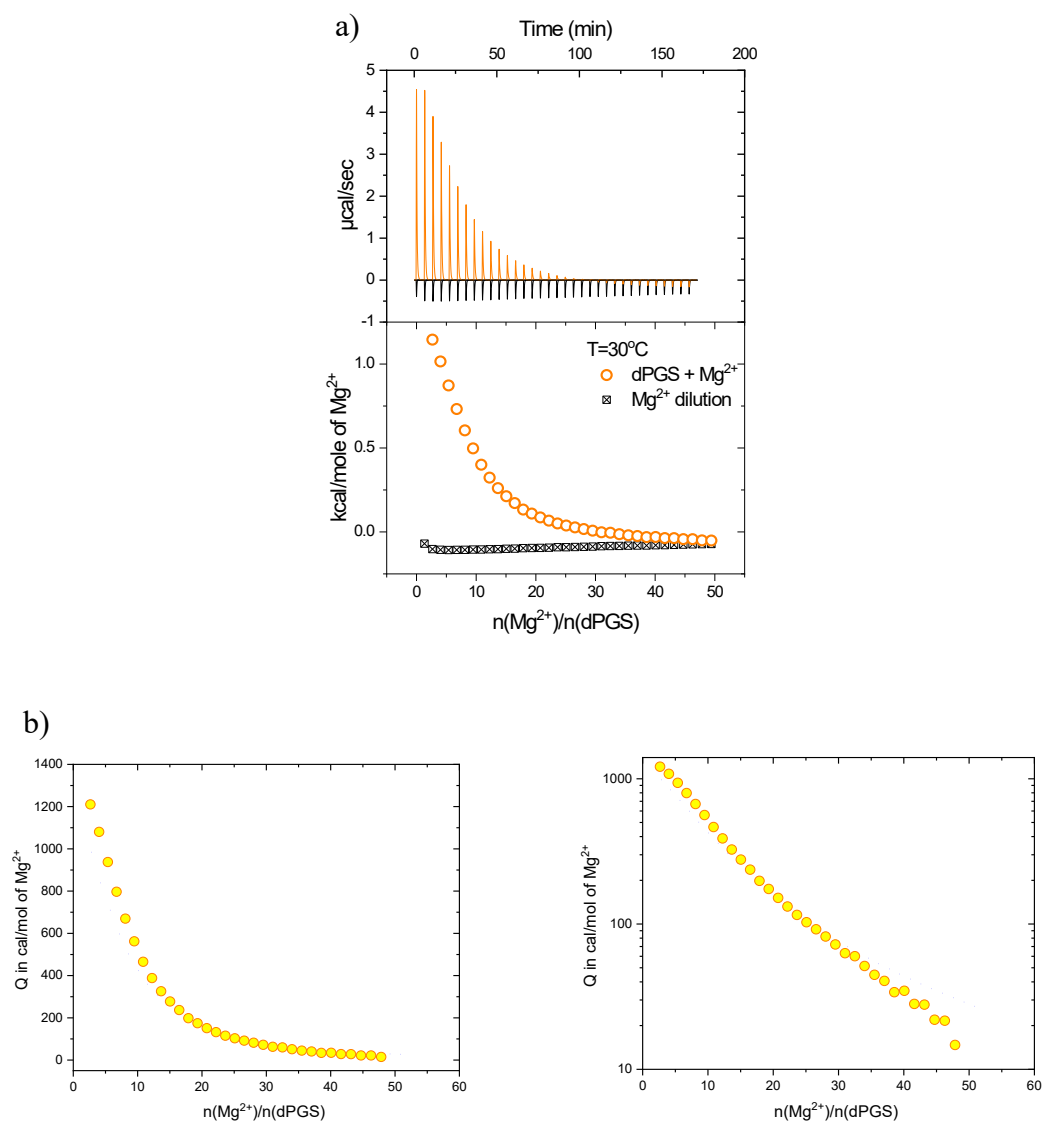 a)
Time (min)
0 50 100 150 200
5
4
3
2
1
0
-1
µcal/sec
T=30°C
dPGS + Mg²⁺
Mg²⁺ dilution
1.0
0.5
0.0
kcal/mole of Mg²⁺
0 10 20 30 40 50
n(Mg²⁺)/n(dPGS)
b)
1400
1200
1000
800
600
400
200
0
Q in cal/mol of Mg²⁺
0 10 20 30 40 50 60
n(Mg²⁺)/n(dPGS)
1000
100
10
Q in cal/mol of Mg²⁺
0 10 20 30 40 50 60
n(Mg²⁺)/n(dPGS)